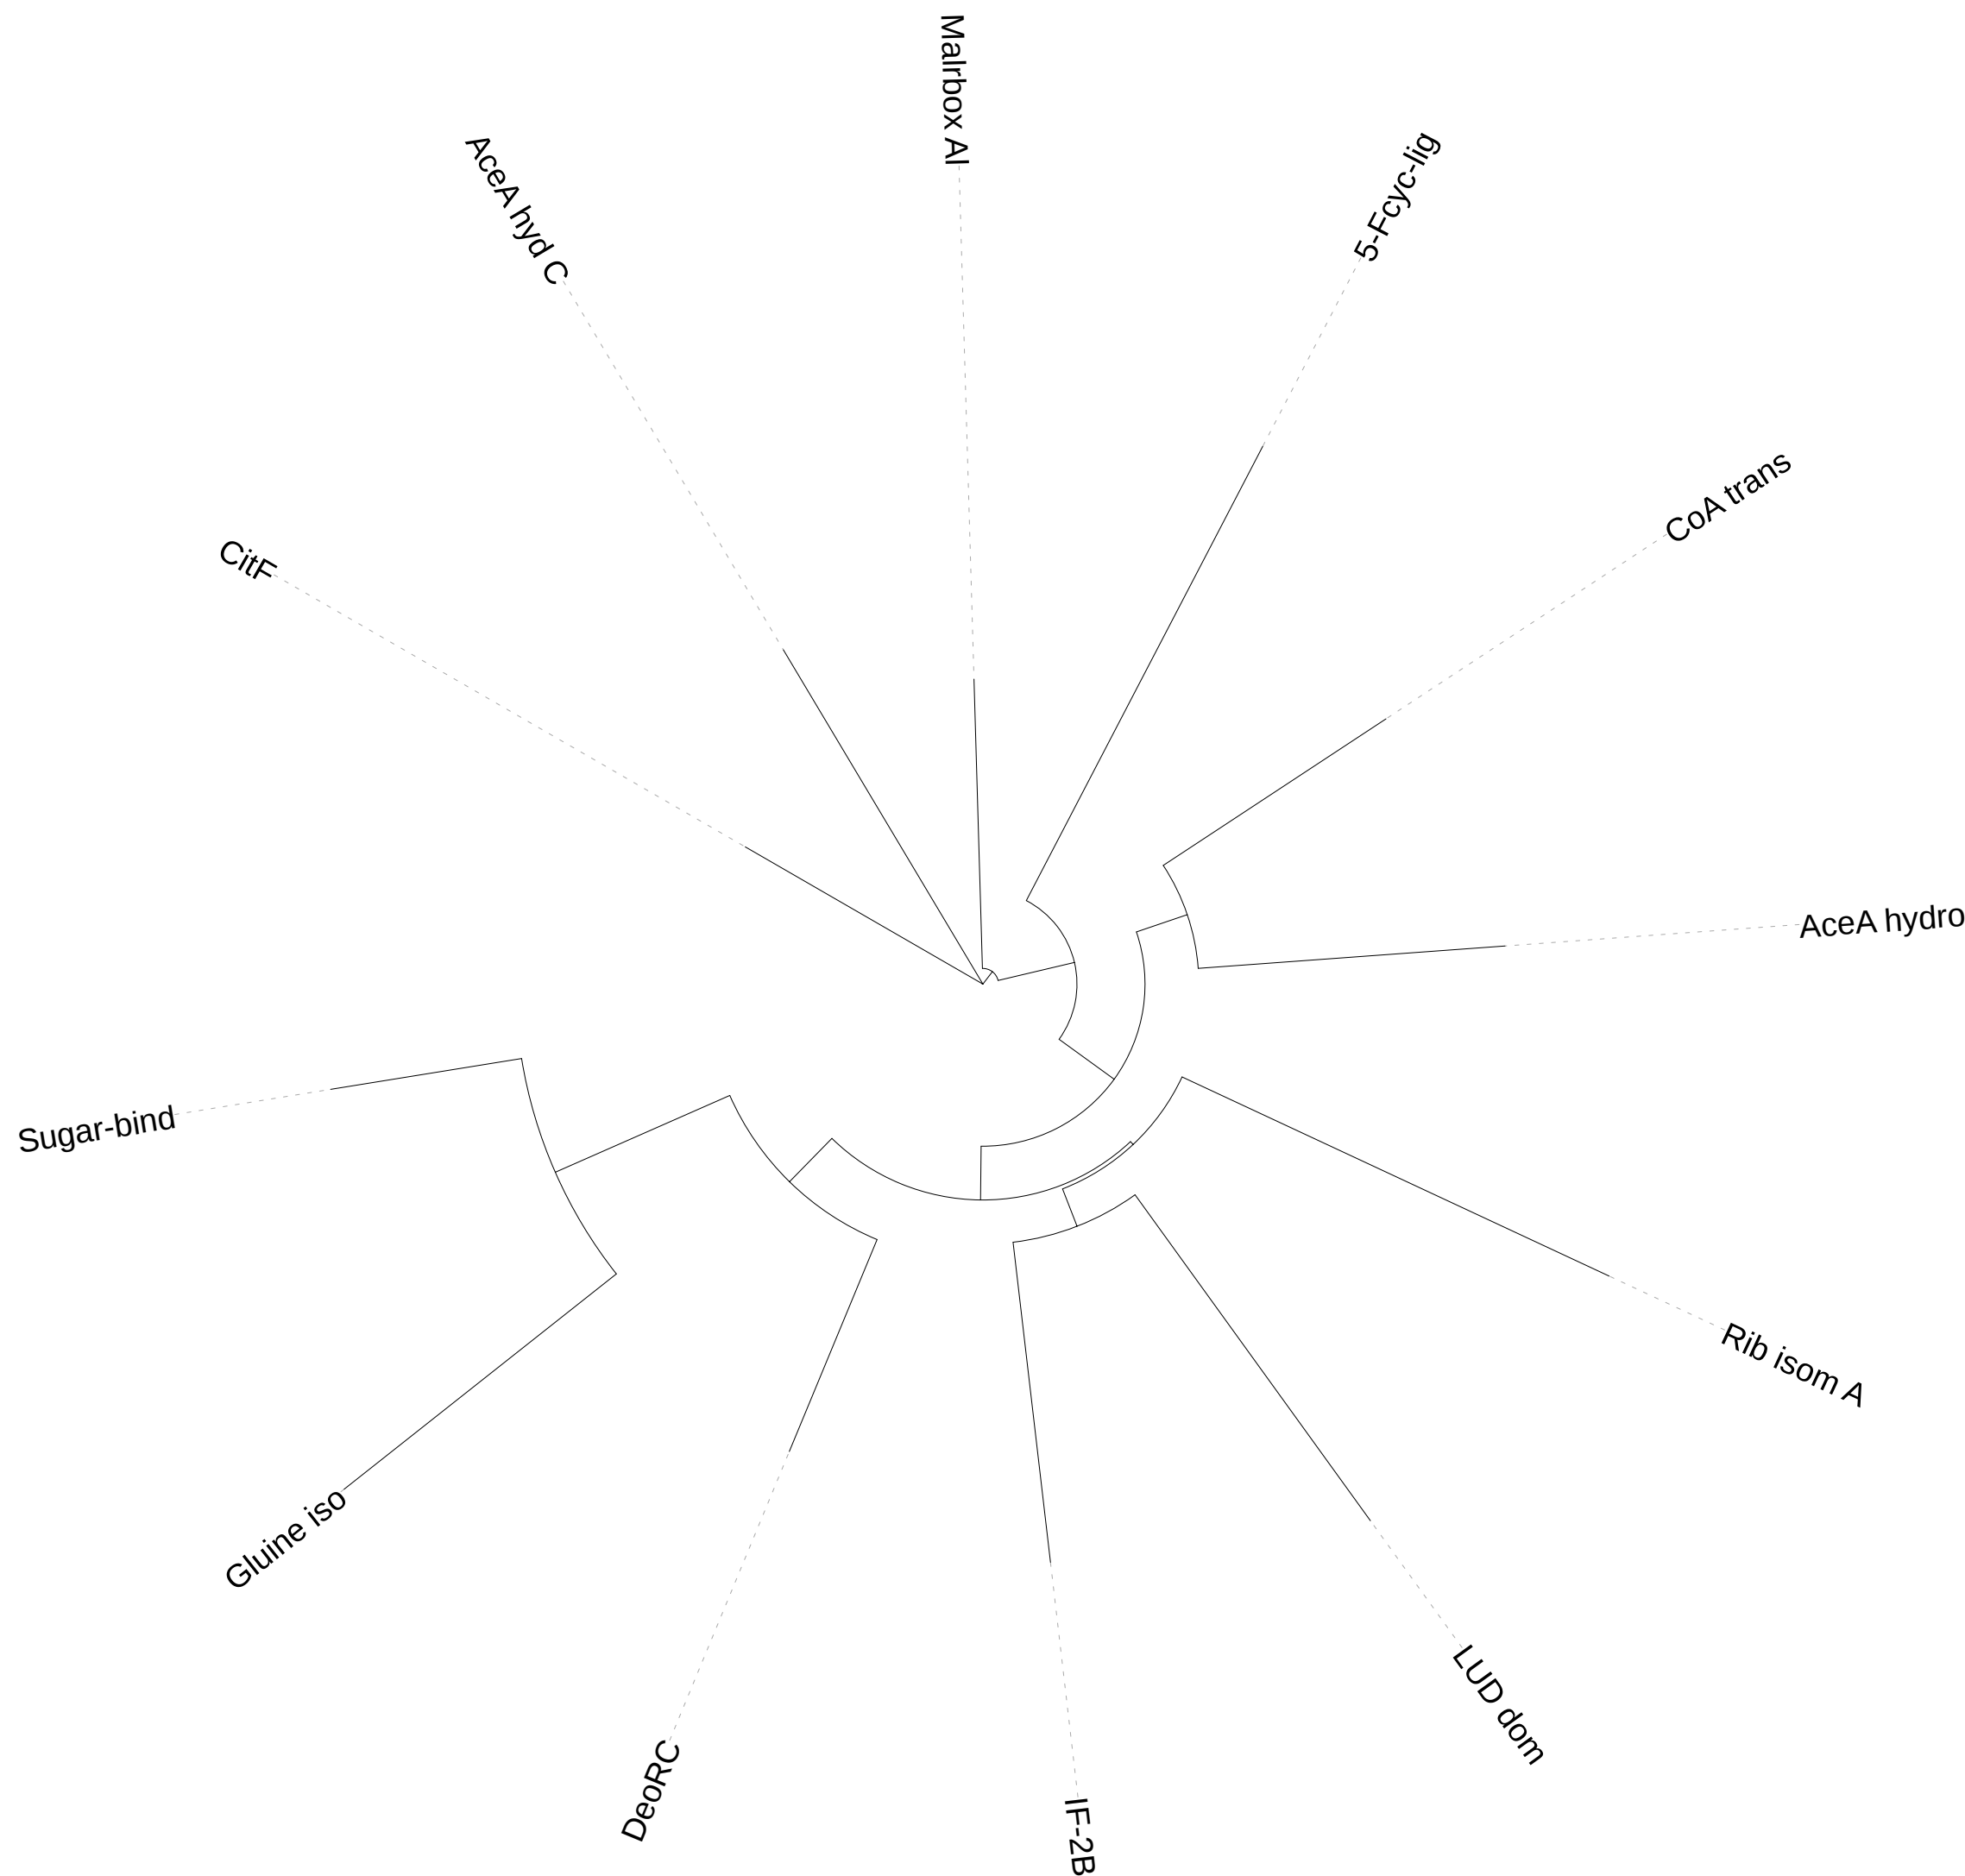 Malrbox Al
5-Fcyc-lig
AceA hyd C
CoA trans
CitF
AceA hydro
Sugar-bind
Rib isom A
Gluine iso
LUD dom
DeoRC
IF-2B